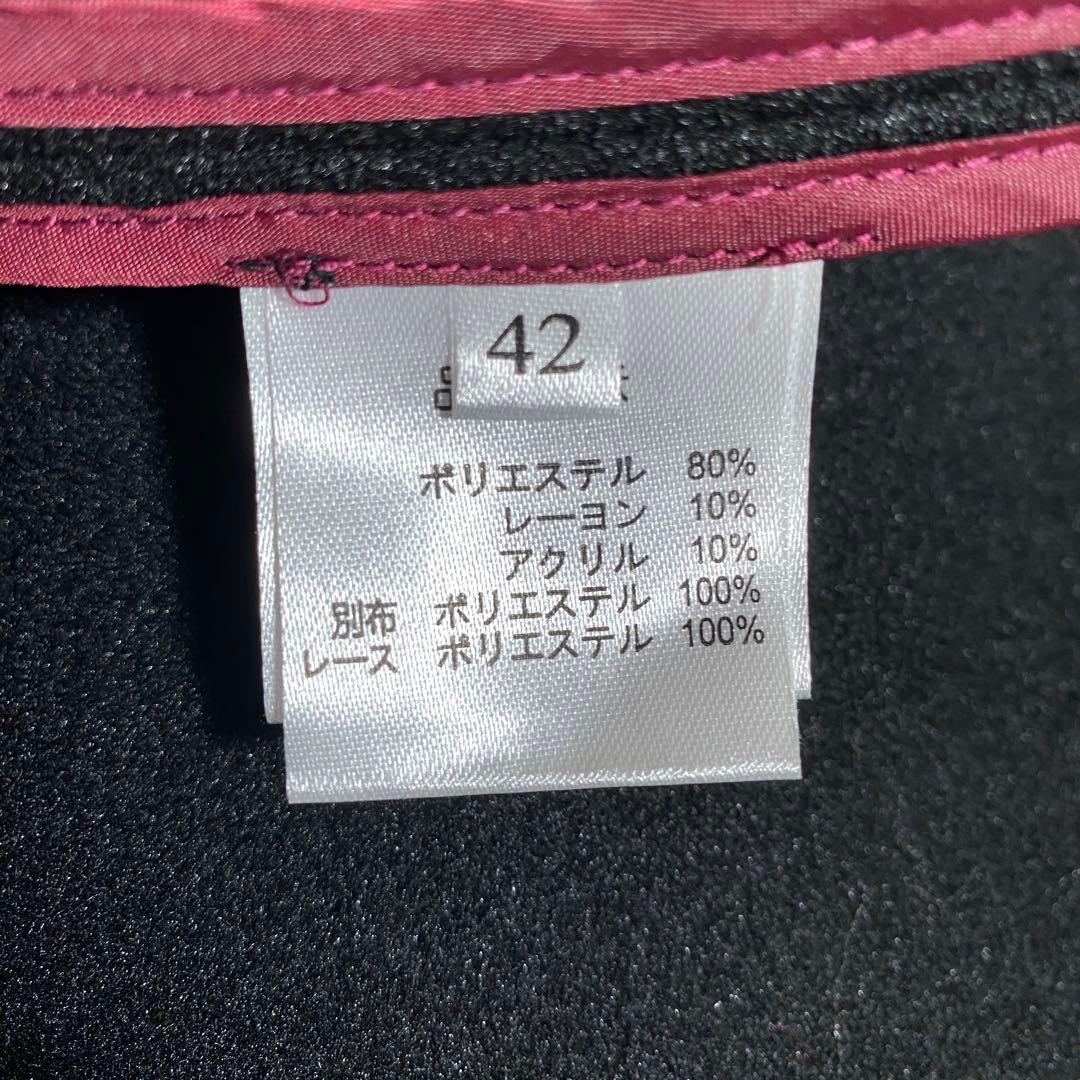 42
ポリエステル 80%
レーヨン 10%
アクリル 10%
別布 ポリエステル 100%
レース ポリエステル 100%